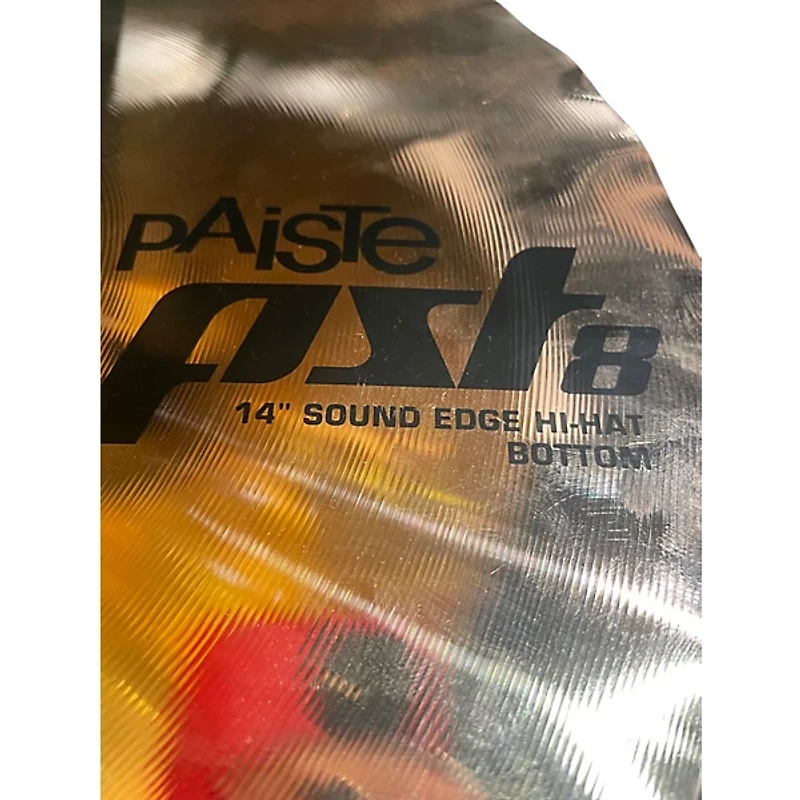 PAiSTe
pst8
14" SOUND EDGE HI-HAT
BOTTOM